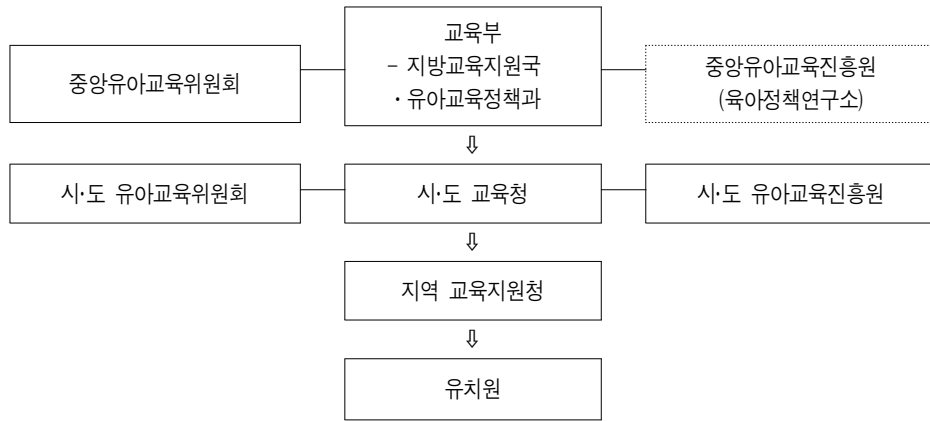 중앙유아교육위원회
교육부
- 지방교육지원국
· 유아교육정책과
중앙유아교육진흥원
(육아정책연구소)
⇩
시·도 유아교육위원회
시·도 교육청
시·도 유아교육진흥원
⇩
지역 교육지원청
⇩
유치원